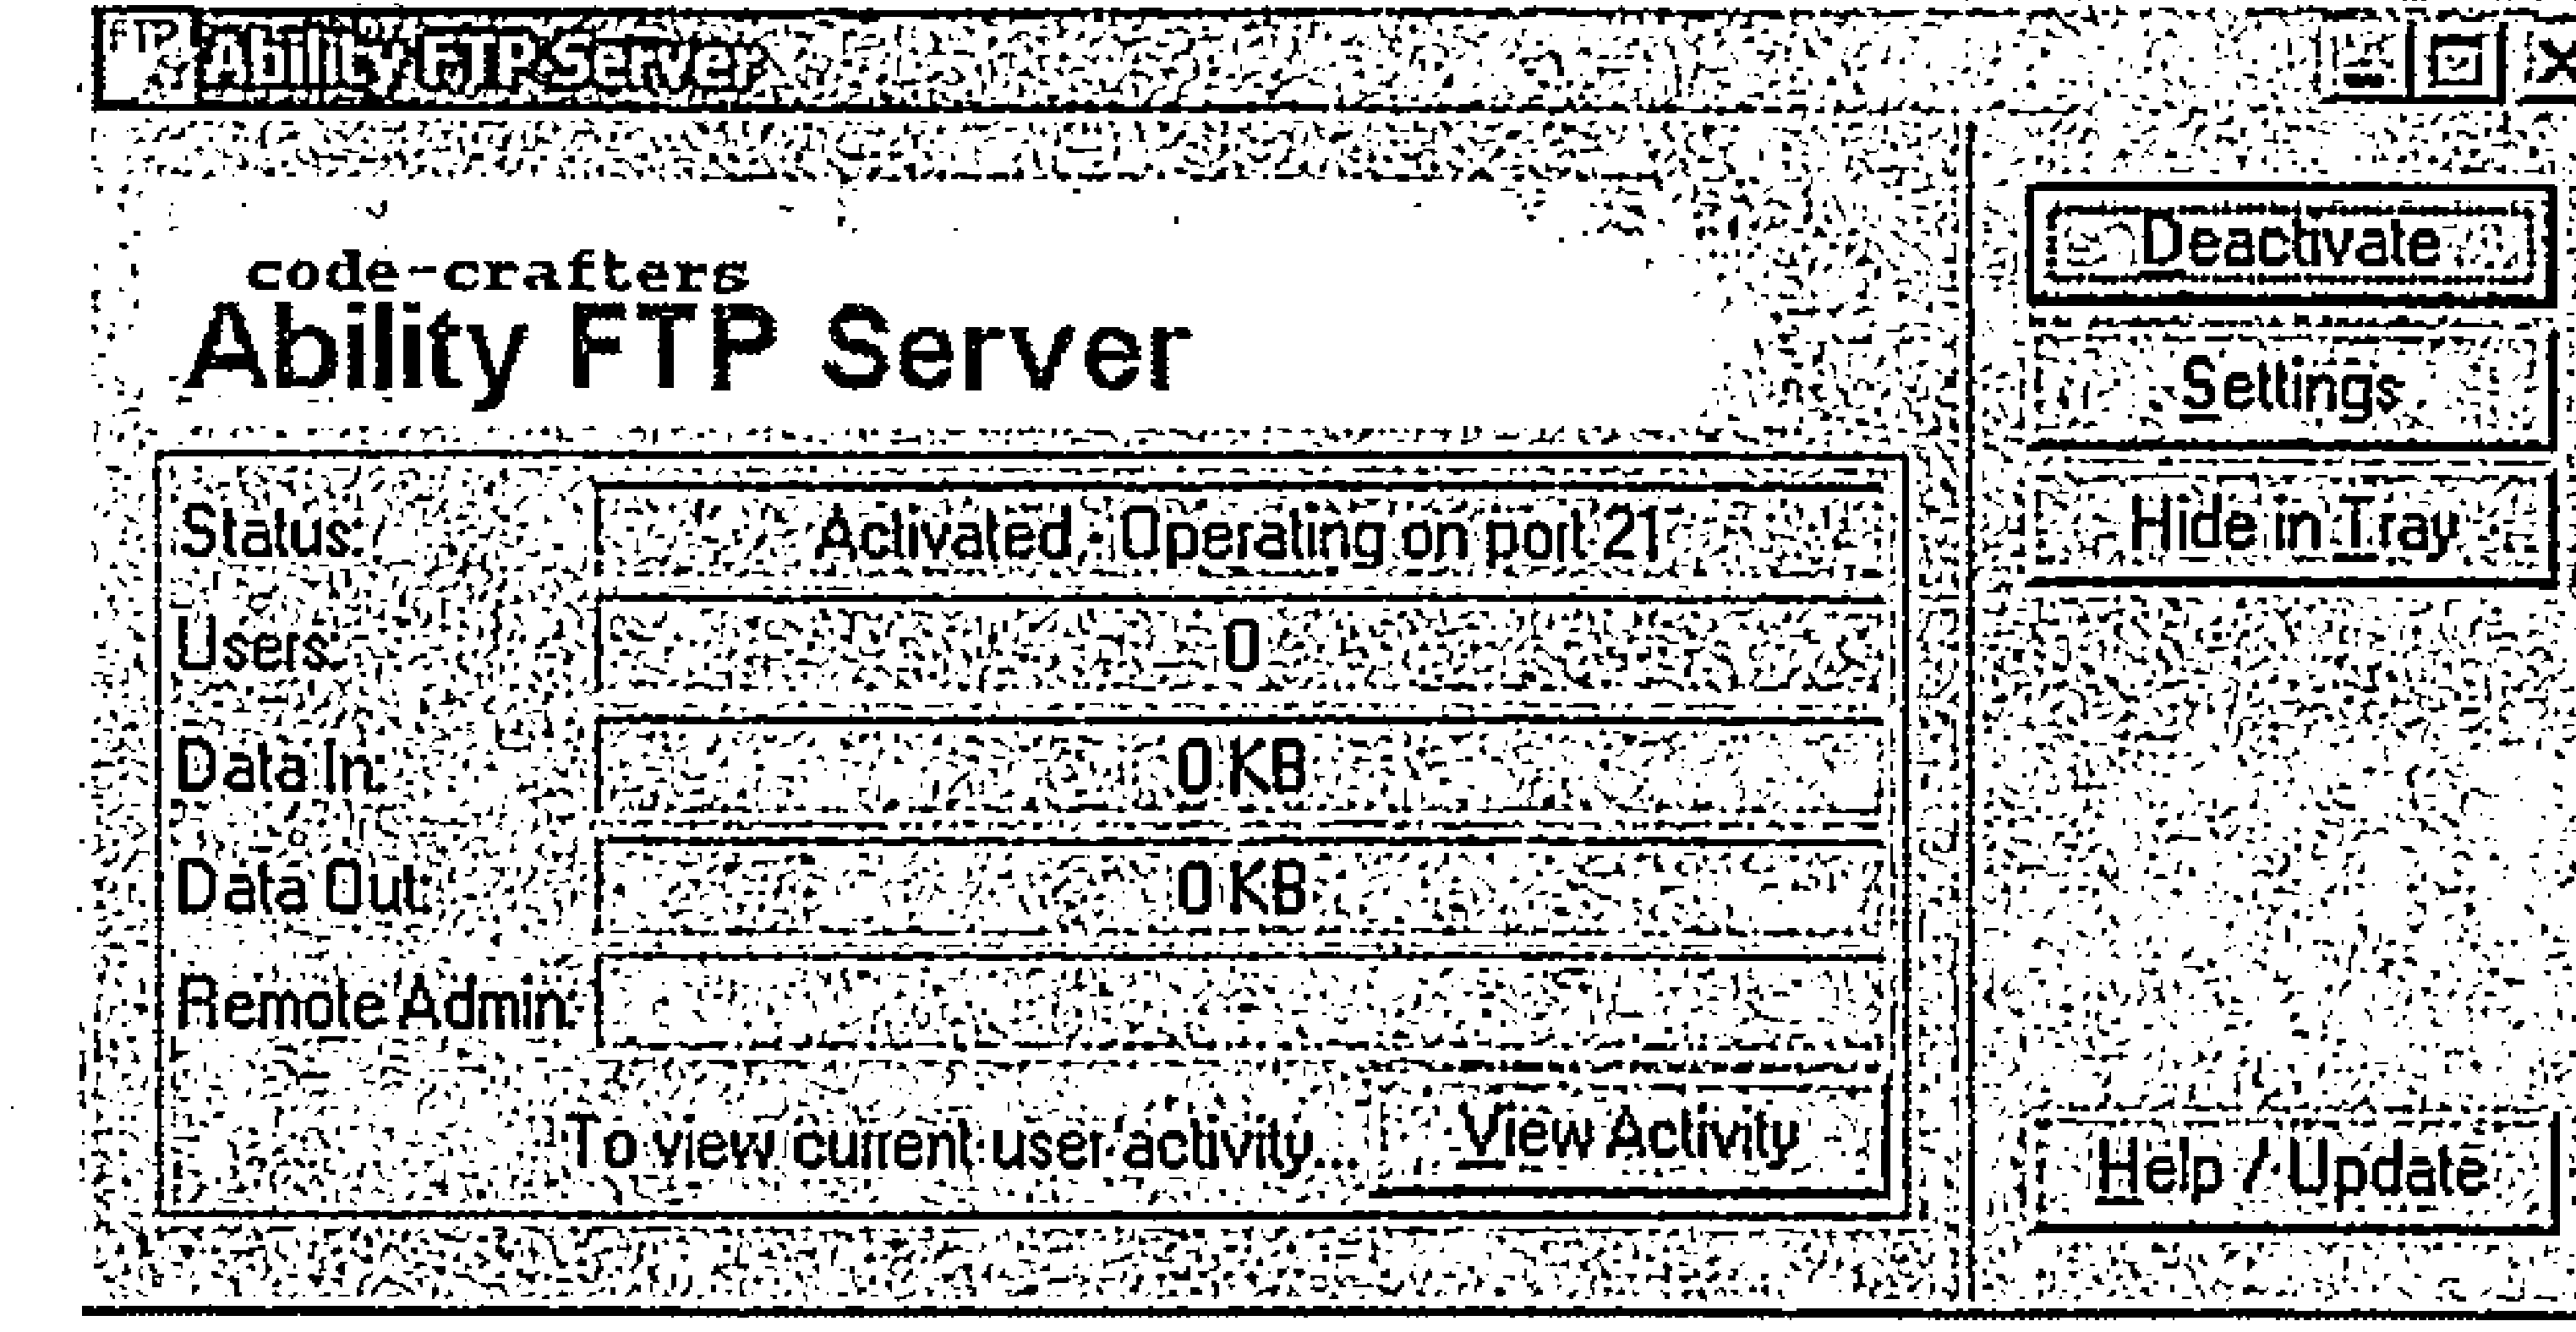 FTP
Ability FTP Server
code-crafters
Ability FTP Server
Status: Activated - Operating on port 21
Users: 0
Data In: 0 KB
Data Out: 0 KB
Remote Admin:
To view current user activity... View Activity
Deactivate
Settings
Hide in Tray
Help / Update